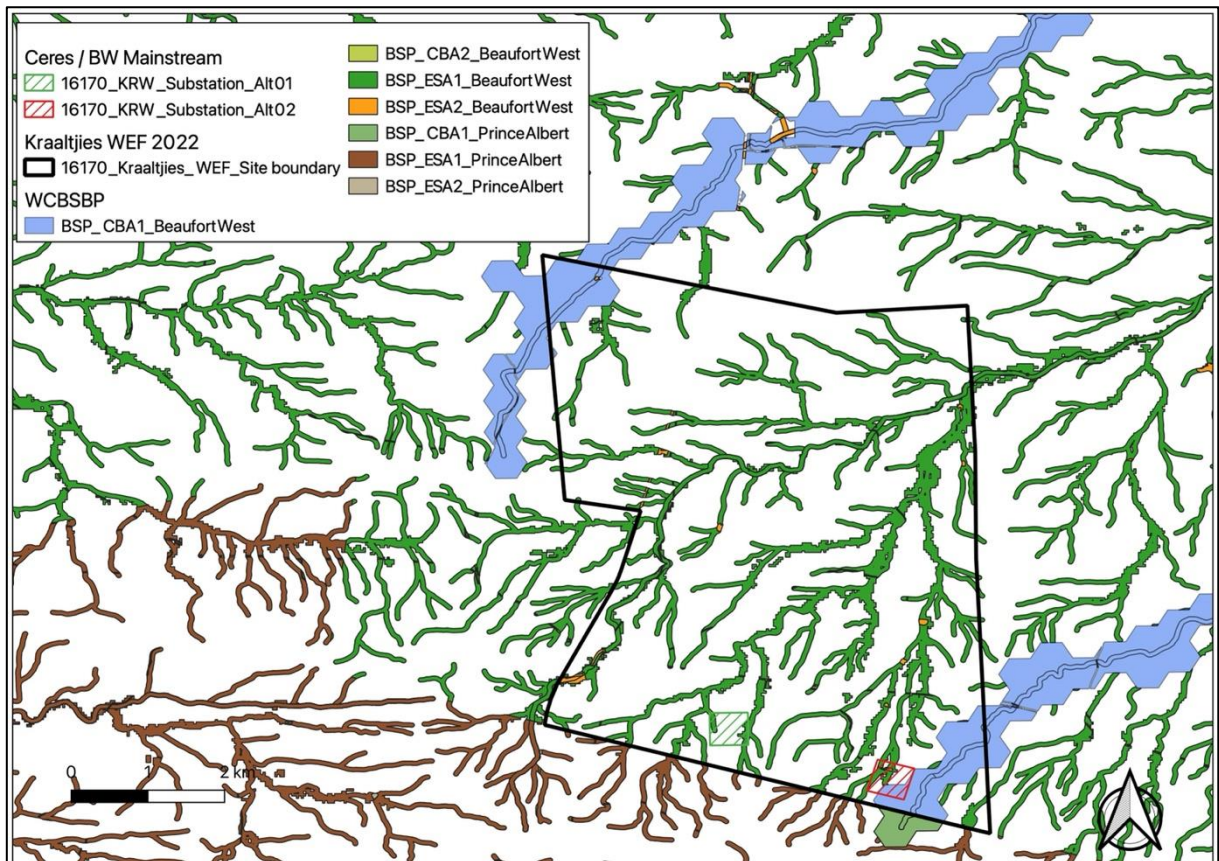 Ceres / BW Mainstream
16170_KRW_Substation_Alt01
16170_KRW_Substation_Alt02
Kraaltjies WEF 2022
16170_Kraaltjies_WEF_Site boundary
WCBSBP
BSP_CBA1_BeaufortWest
BSP_CBA2_BeaufortWest
BSP_ESA1_BeaufortWest
BSP_ESA2_BeaufortWest
BSP_CBA1_PrinceAlbert
BSP_ESA1_PrinceAlbert
BSP_ESA2_PrinceAlbert
0 1 2 km